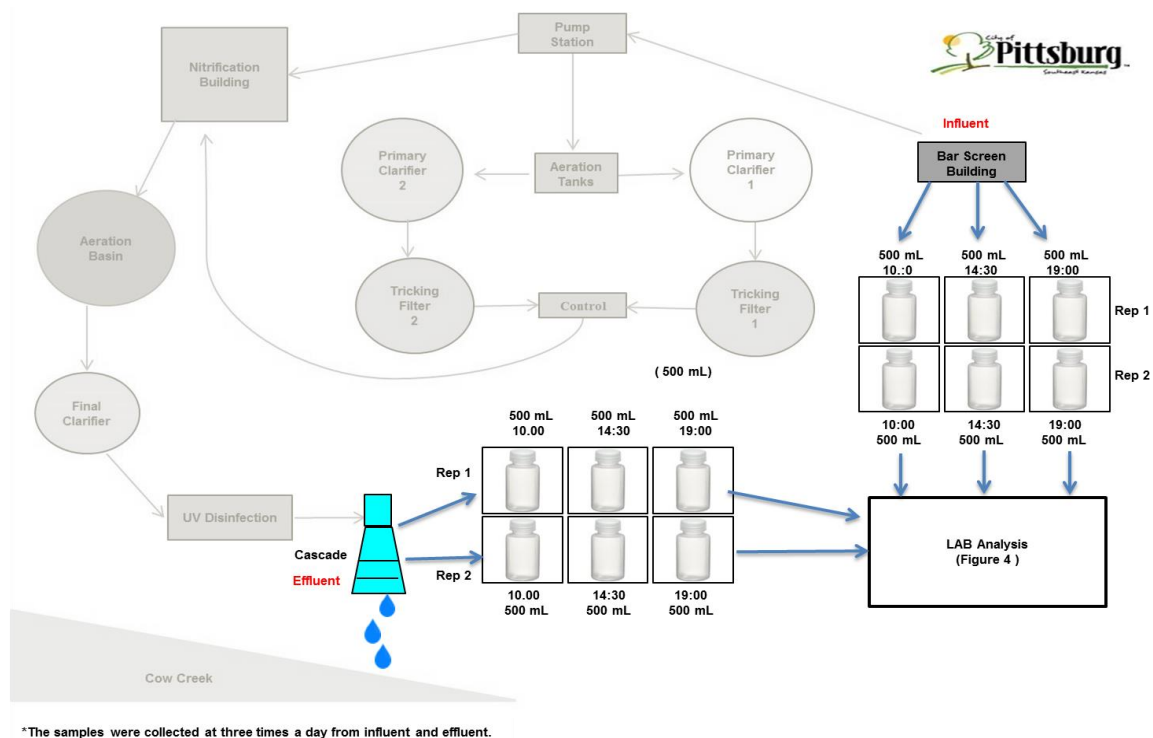 Pump
Station
City of
Pittsburg
Southeast Kansas
Nitrification
Building
Influent
Bar Screen
Building
Primary
Clarifier
2
Aeration
Tanks
Primary
Clarifier
1
Aeration
Basin
500 mL
10.:0
500 mL
14:30
500 mL
19:00
Rep 1
Rep 2
10:00
500 mL
14:30
500 mL
19:00
500 mL
Tricking
Filter
2
Control
Tricking
Filter
1
( 500 mL)
Final
Clarifier
500 mL
10.00
500 mL
14:30
500 mL
19:00
Rep 1
Rep 2
10.00
500 mL
14:30
500 mL
19:00
500 mL
UV Disinfection
Cascade
Effluent
LAB Analysis
(Figure 4 )
Cow Creek
*The samples were collected at three times a day from influent and effluent.